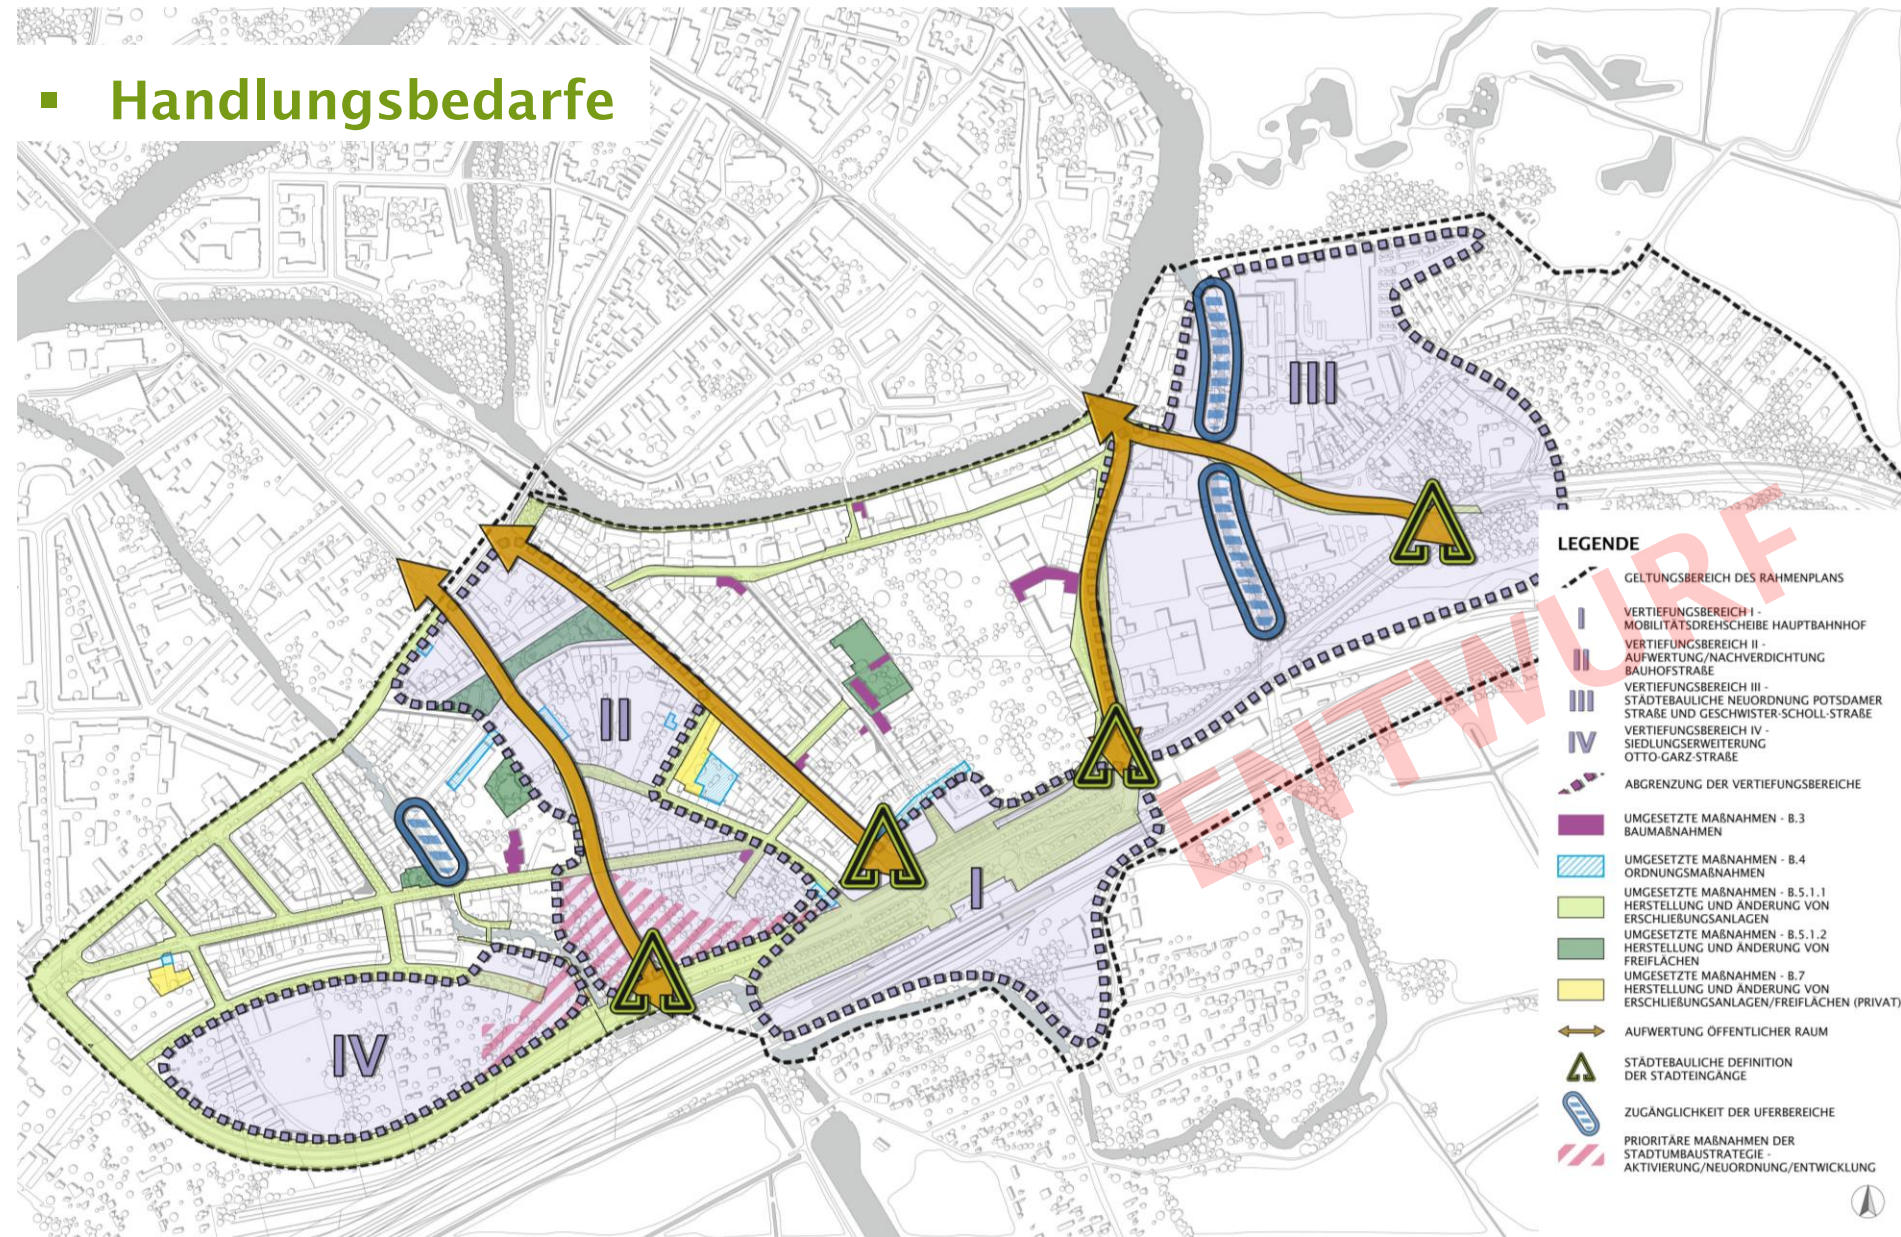 ▪ Handlungsbedarfe
III
II
I
IV
ENTWURF
LEGENDE
GELTUNGSBEREICH DES RAHMENPLANS
I
VERTIEFUNGSBEREICH I -
MOBILITÄTSDREHSCHEIBE HAUPTBAHNHOF
II
VERTIEFUNGSBEREICH II -
AUFWERTUNG/NACHVERDICHTUNG
BAUHOFSTRAßE
III
VERTIEFUNGSBEREICH III -
STÄDTEBAULICHE NEUORDNUNG POTSDAMER
STRAßE UND GESCHWISTER-SCHOLL-STRAßE
IV
VERTIEFUNGSBEREICH IV -
SIEDLUNGSERWEITERUNG
OTTO-GARZ-STRAßE
ABGRENZUNG DER VERTIEFUNGSBEREICHE
UMGESETZTE MAßNAHMEN - B.3
BAUMAßNAHMEN
UMGESETZTE MAßNAHMEN - B.4
ORDNUNGSMAßNAHMEN
UMGESETZTE MAßNAHMEN - B.5.1.1
HERSTELLUNG UND ÄNDERUNG VON
ERSCHLIEßUNGSANLAGEN
UMGESETZTE MAßNAHMEN - B.5.1.2
HERSTELLUNG UND ÄNDERUNG VON
FREIFLÄCHEN
UMGESETZTE MAßNAHMEN - B.7
HERSTELLUNG UND ÄNDERUNG VON
ERSCHLIEßUNGSANLAGEN/FREIFLÄCHEN (PRIVAT)
AUFWERTUNG ÖFFENTLICHER RAUM
STÄDTEBAULICHE DEFINITION
DER STADTEINGÄNGE
ZUGÄNGLICHKEIT DER UFERBEREICHE
PRIORITÄRE MAßNAHMEN DER
STADTUMBAUSTRATEGIE -
AKTIVIERUNG/NEUORDNUNG/ENTWICKLUNG